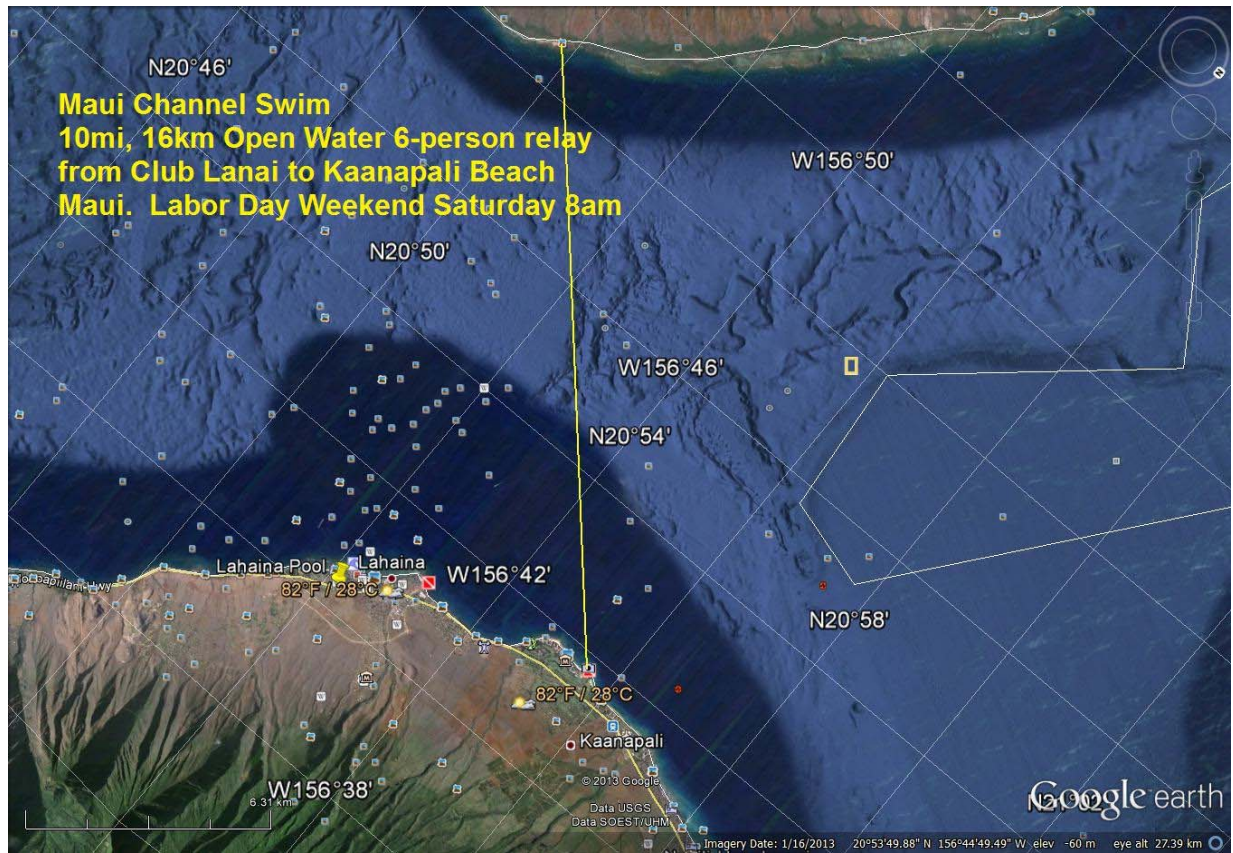 N20°46'
Maui Channel Swim
10mi, 16km Open Water 6-person relay
from Club Lanai to Kaanapali Beach
Maui. Labor Day Weekend Saturday 8am
W156°50'
N20°50'
W156°46'
N20°54'
Lahaina Pool
Lahaina
82°F / 28°C
W156°42'
N20°58'
82°F / 28°C
Kaanapali
© 2013 Google
W156°38'
6.31 km
Data USGS
Data SOEST/UHM
Google earth
Imagery Date: 1/16/2013 20°53'49.88" N 156°44'49.49" W elev -60 m eye alt 27.39 km